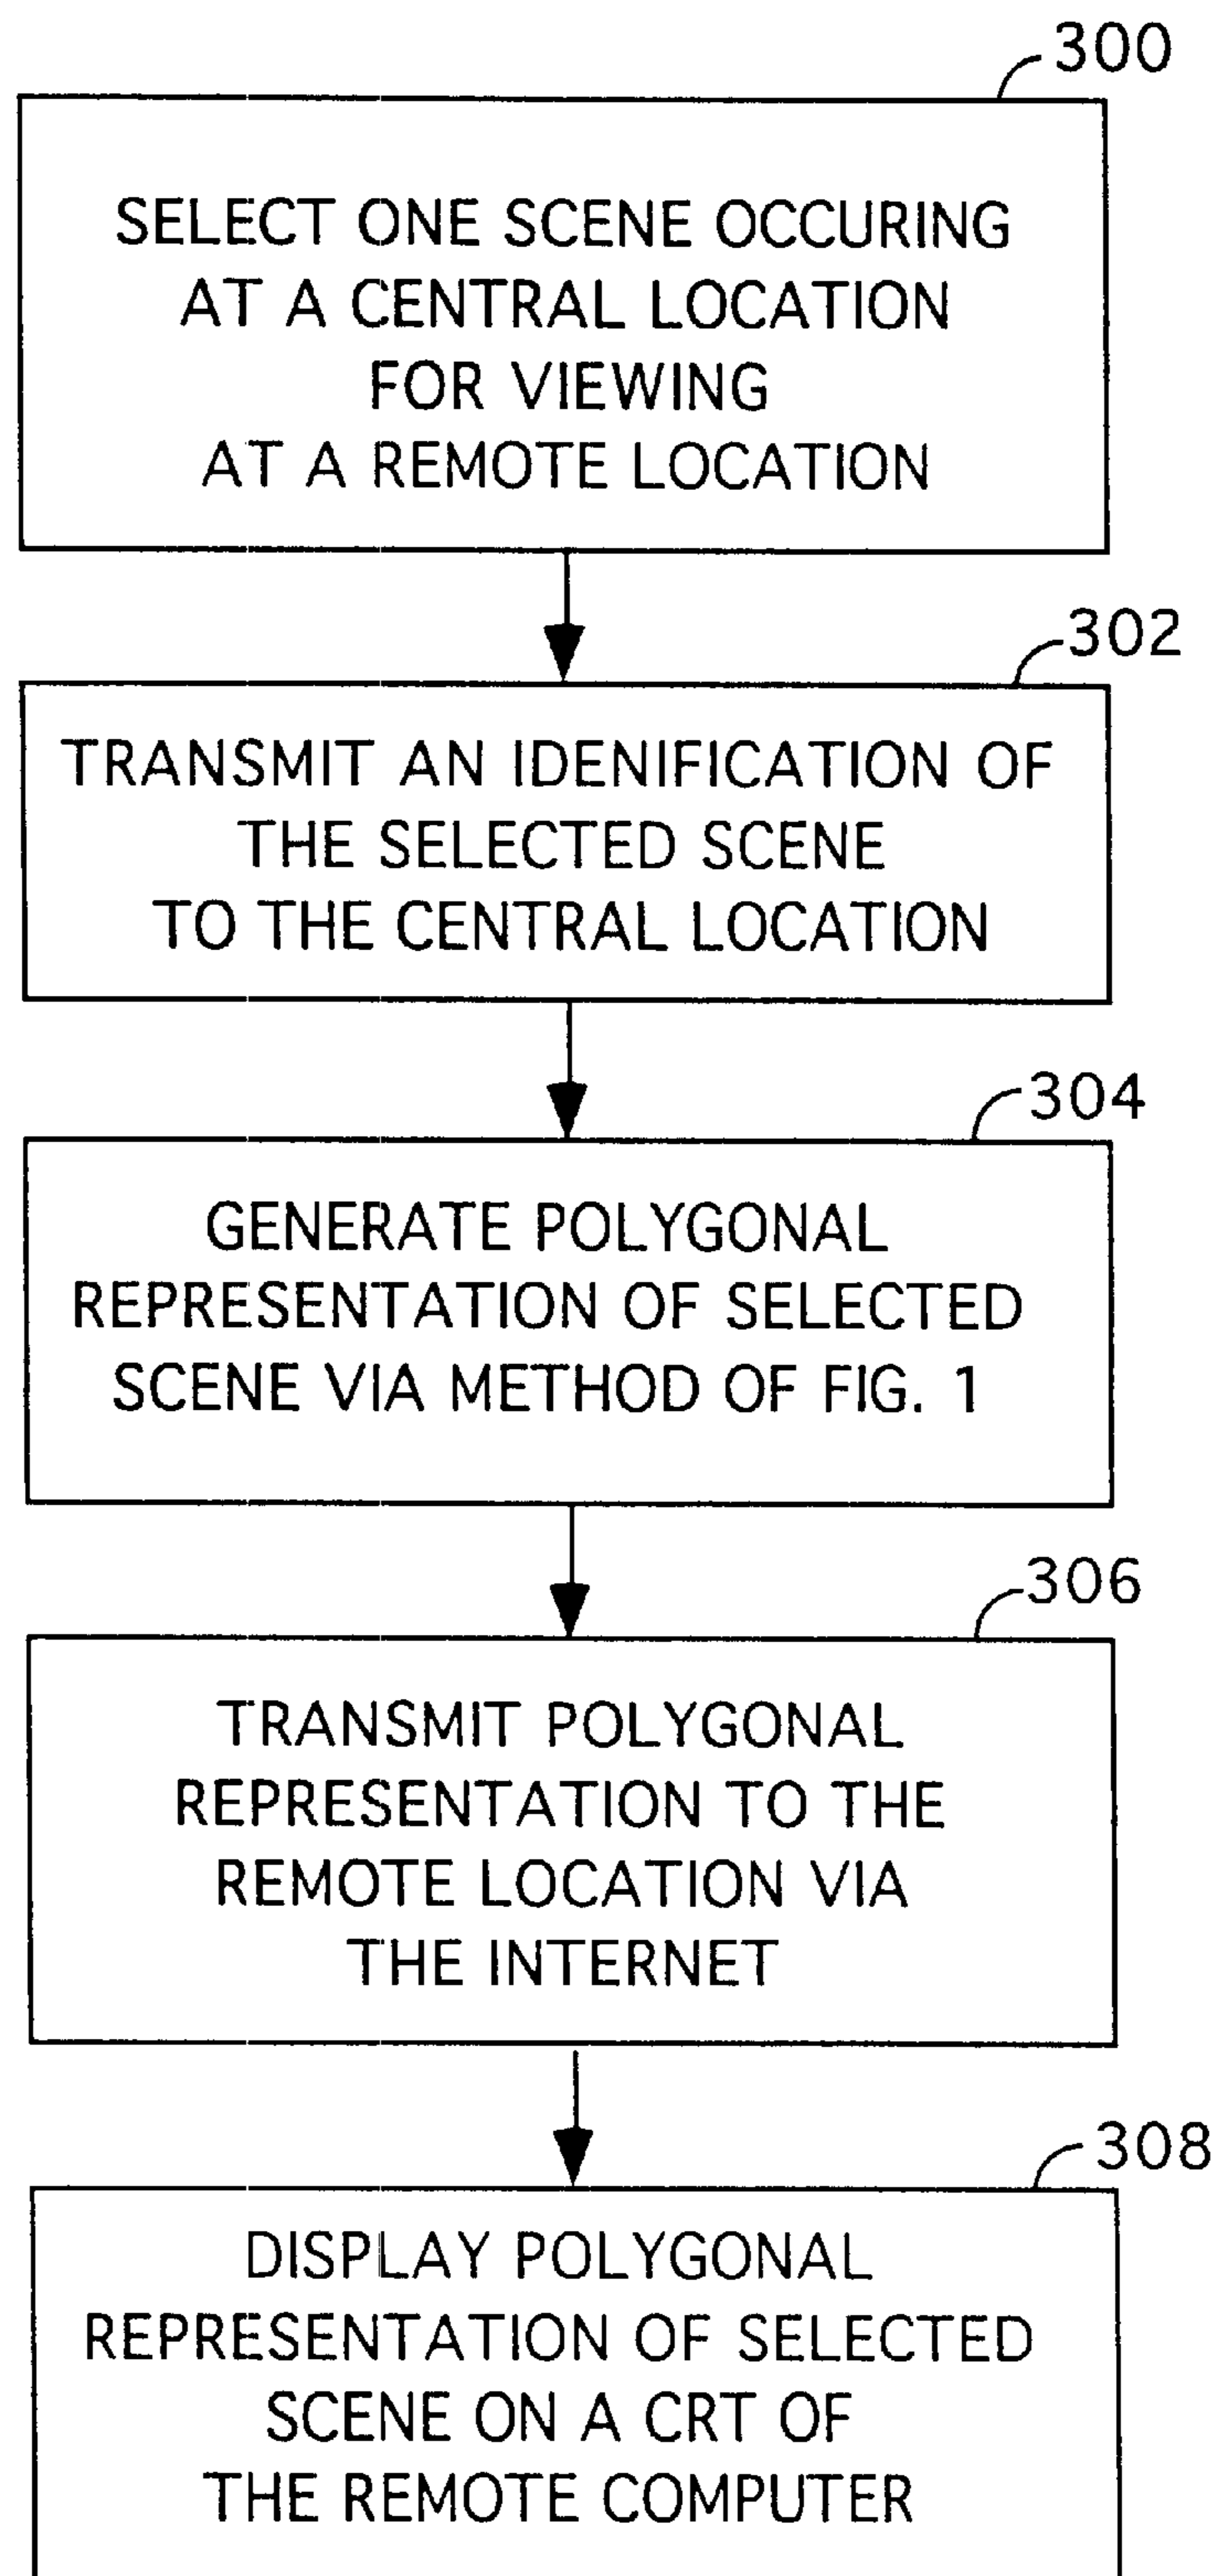 300
SELECT ONE SCENE OCCURING
AT A CENTRAL LOCATION
FOR VIEWING
AT A REMOTE LOCATION
302
TRANSMIT AN IDENIFICATION OF
THE SELECTED SCENE
TO THE CENTRAL LOCATION
304
GENERATE POLYGONAL
REPRESENTATION OF SELECTED
SCENE VIA METHOD OF FIG. 1
306
TRANSMIT POLYGONAL
REPRESENTATION TO THE
REMOTE LOCATION VIA
THE INTERNET
308
DISPLAY POLYGONAL
REPRESENTATION OF SELECTED
SCENE ON A CRT OF
THE REMOTE COMPUTER